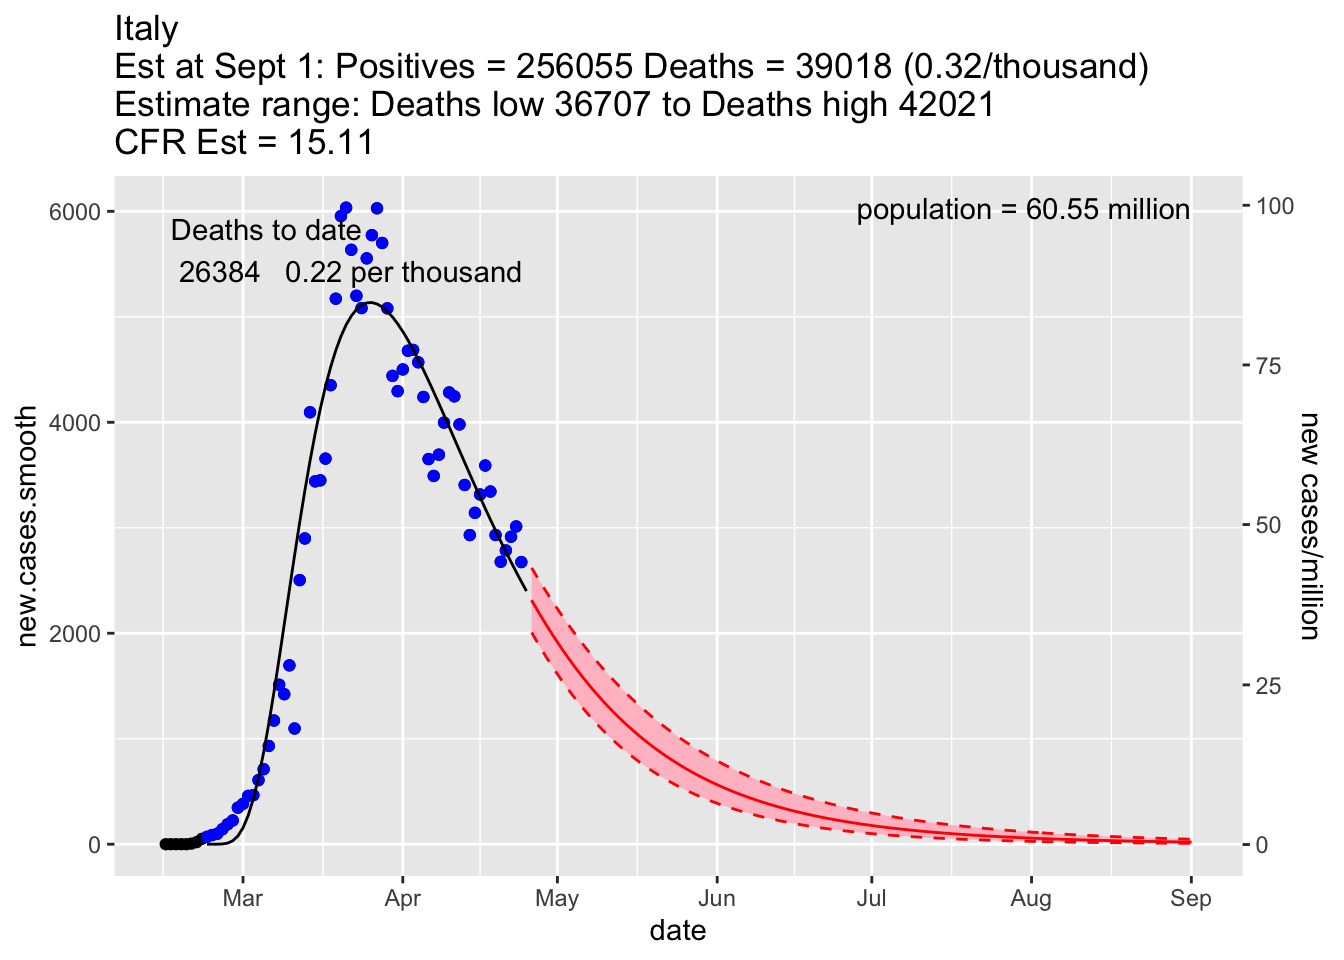 Italy
Est at Sept 1: Positives = 256055 Deaths = 39018 (0.32/thousand)
Estimate range: Deaths low 36707 to Deaths high 42021
CFR Est = 15.11
population = 60.55 million
Deaths to date
26384 0.22 per thousand
new.cases.smooth
6000
4000
2000
0
new cases/million
100
75
50
25
0
Mar Apr May Jun Jul Aug Sep
date